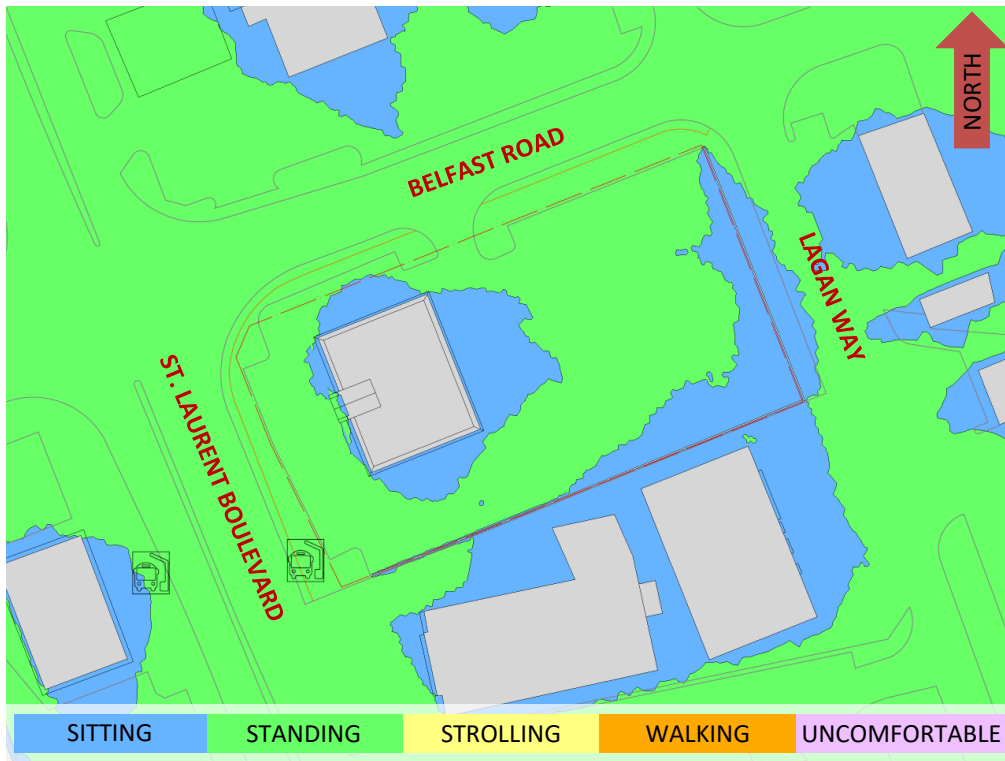 NORTH
BELFAST ROAD
LAGAN WAY
ST. LAURENT BOULEVARD
SITTING
STANDING
STROLLING
WALKING
UNCOMFORTABLE